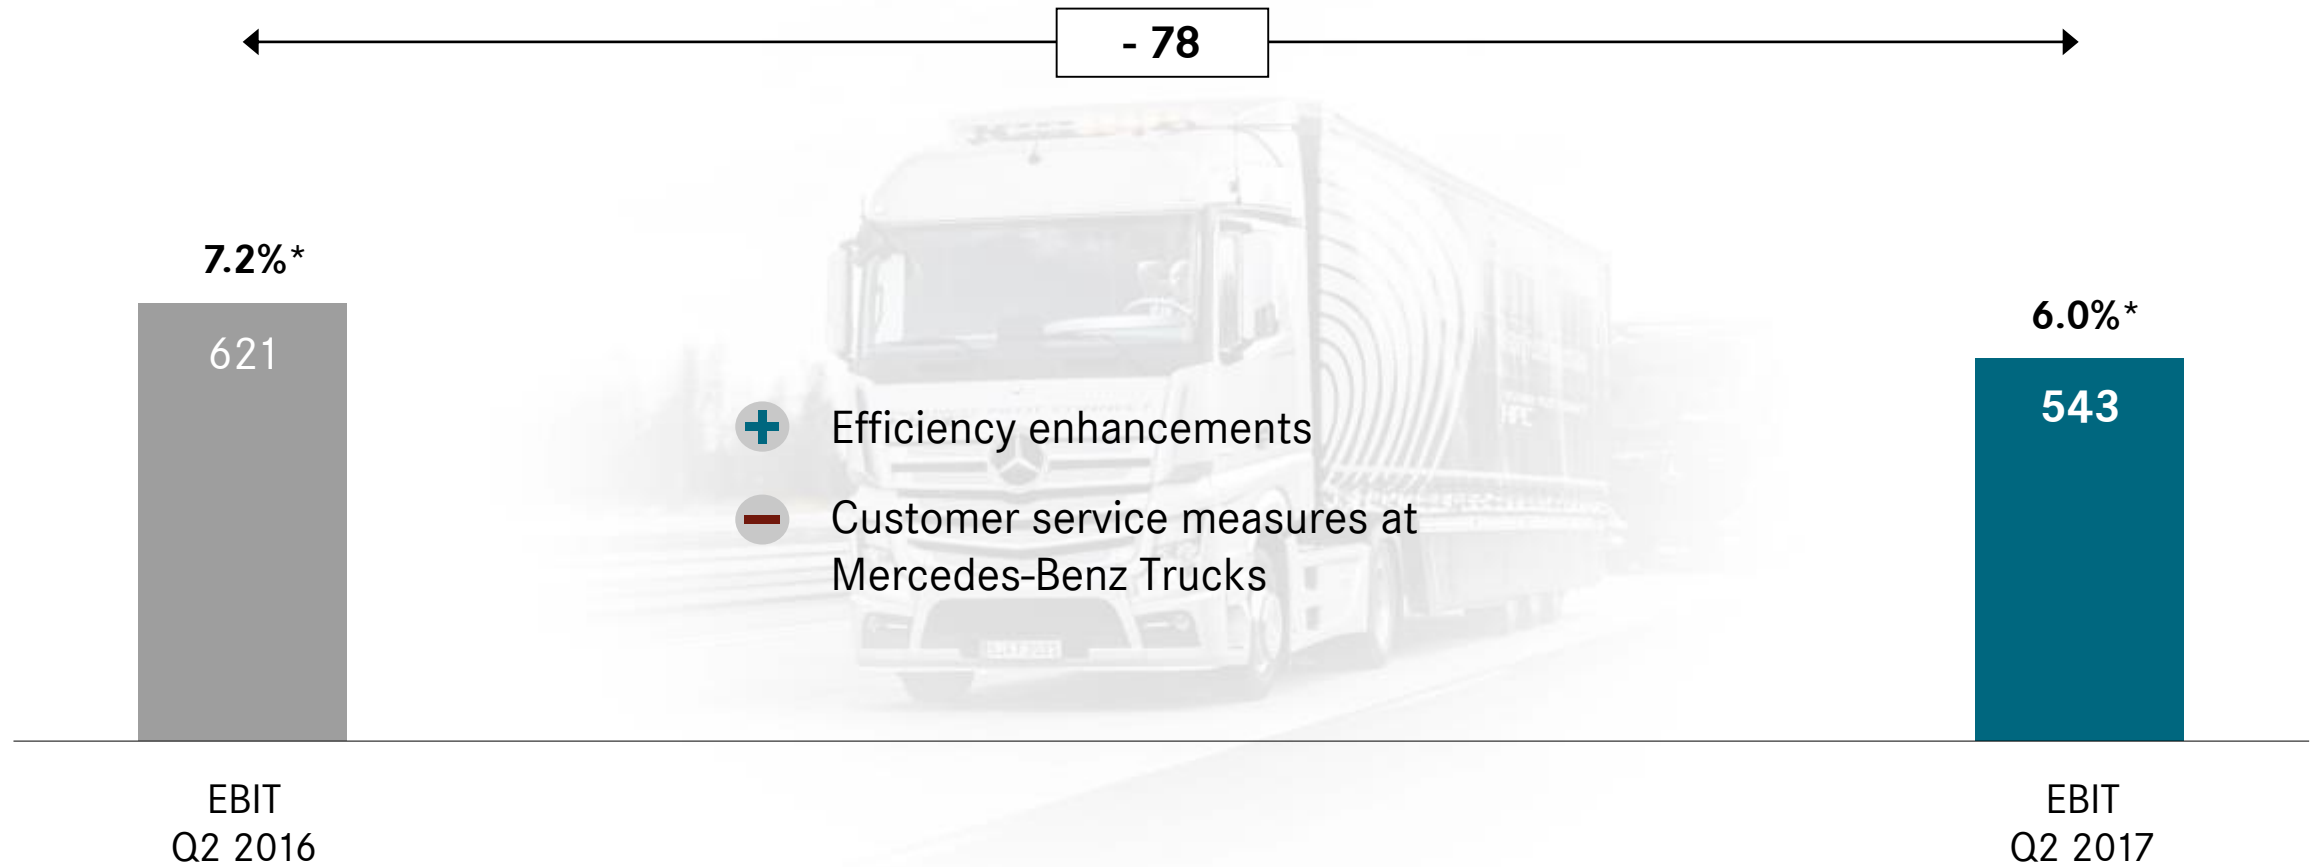 - 78
7.2%*
621
6.0%*
543
Efficiency enhancements
Customer service measures at
Mercedes-Benz Trucks
EBIT
Q2 2016
EBIT
Q2 2017